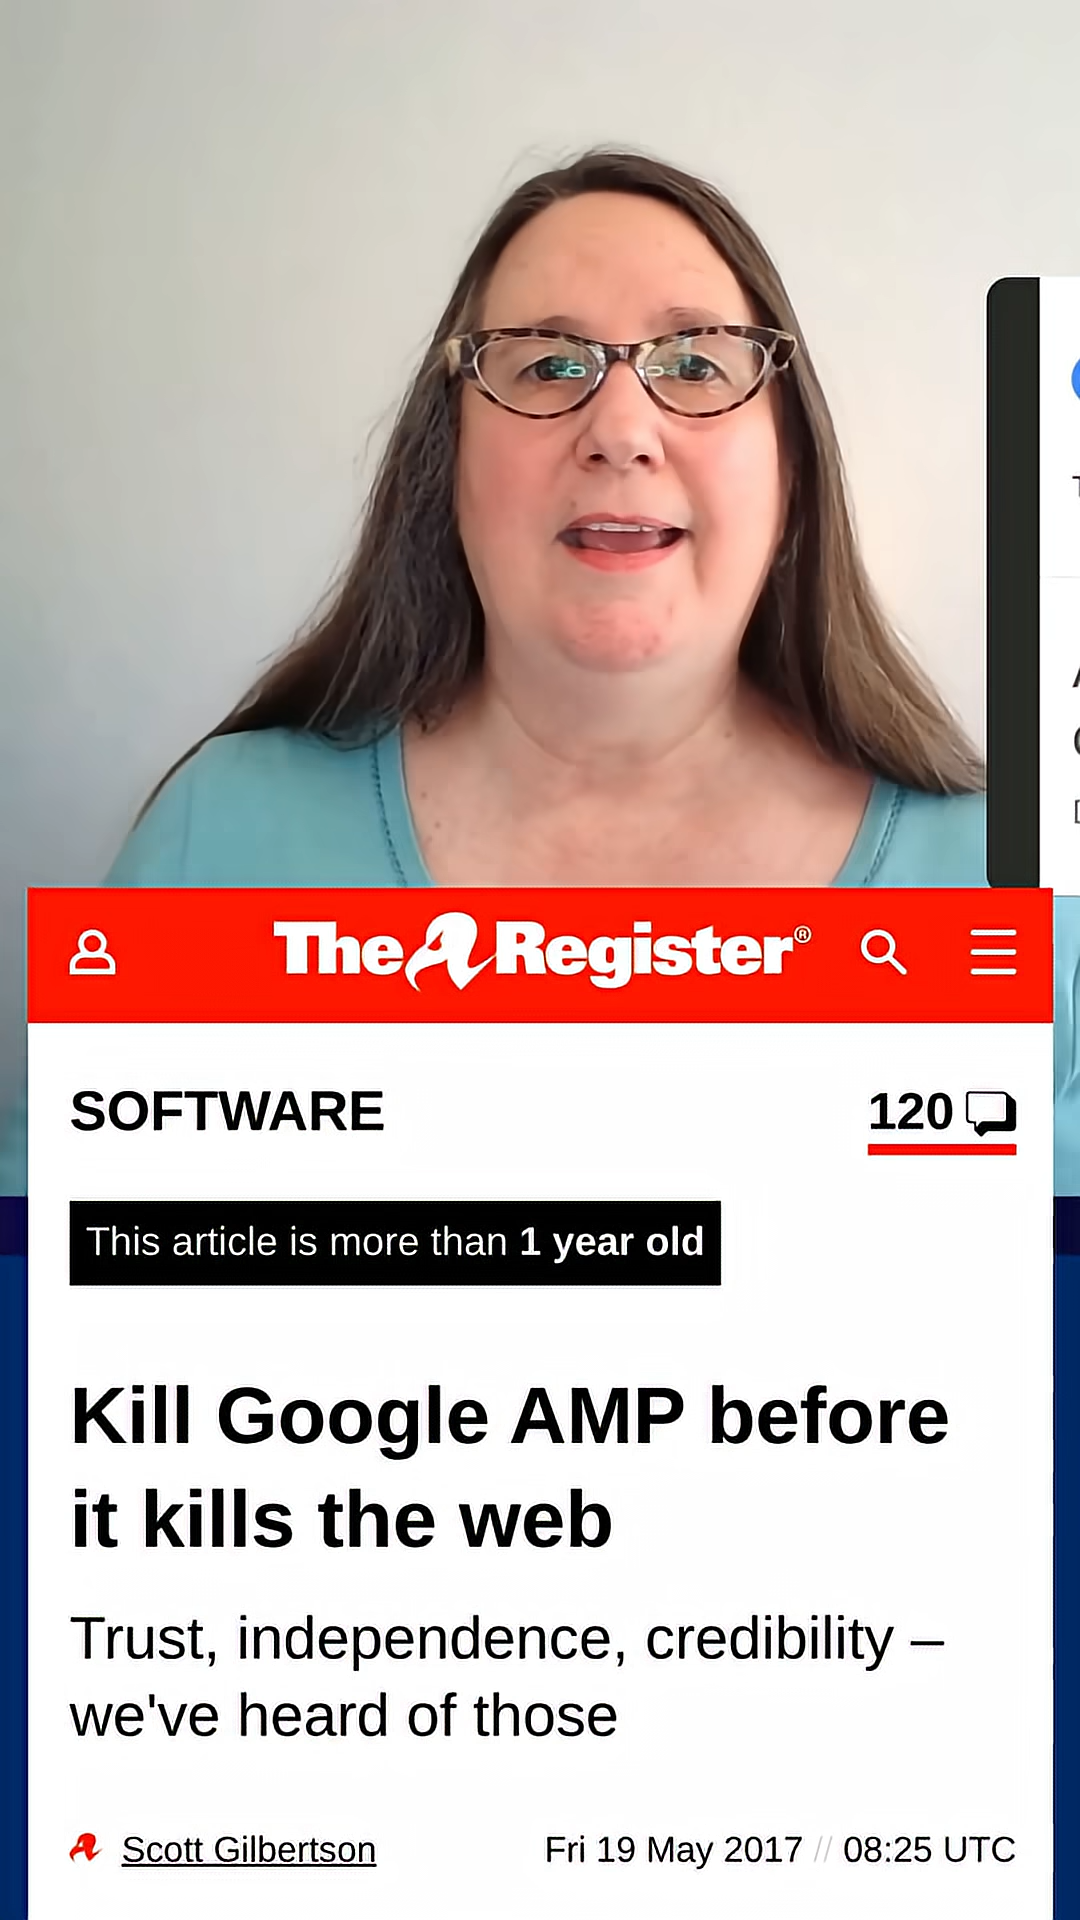 The Register®
SOFTWARE
120
This article is more than 1 year old
Kill Google AMP before
it kills the web
Trust, independence, credibility –
we've heard of those
Scott Gilbertson
Fri 19 May 2017 // 08:25 UTC